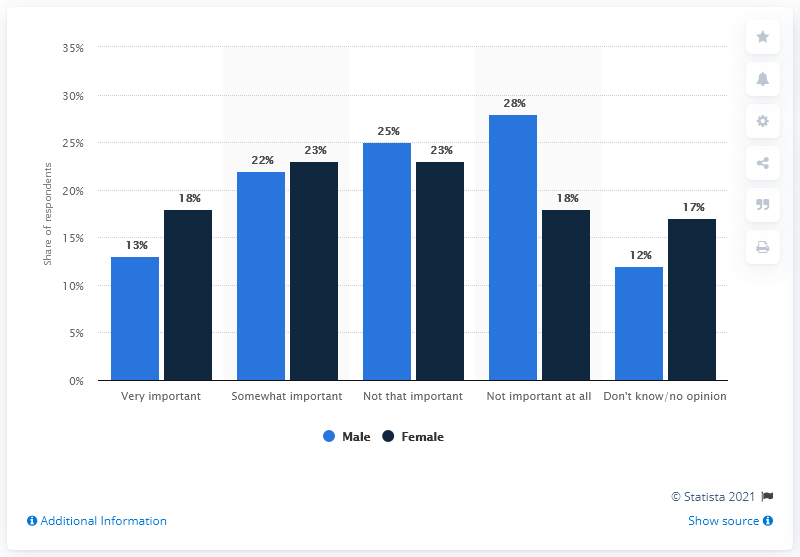 35%
30%
25%
20%
15%
10%
5%
0%
Share of respondents
13%
18%
22%
23%
25%
23%
28%
18%
12%
17%
Very important
Somewhat important
Not that important
Not important at all
Don't know/no opinion
Male
Female
© Statista 2021
Additional Information
Show source